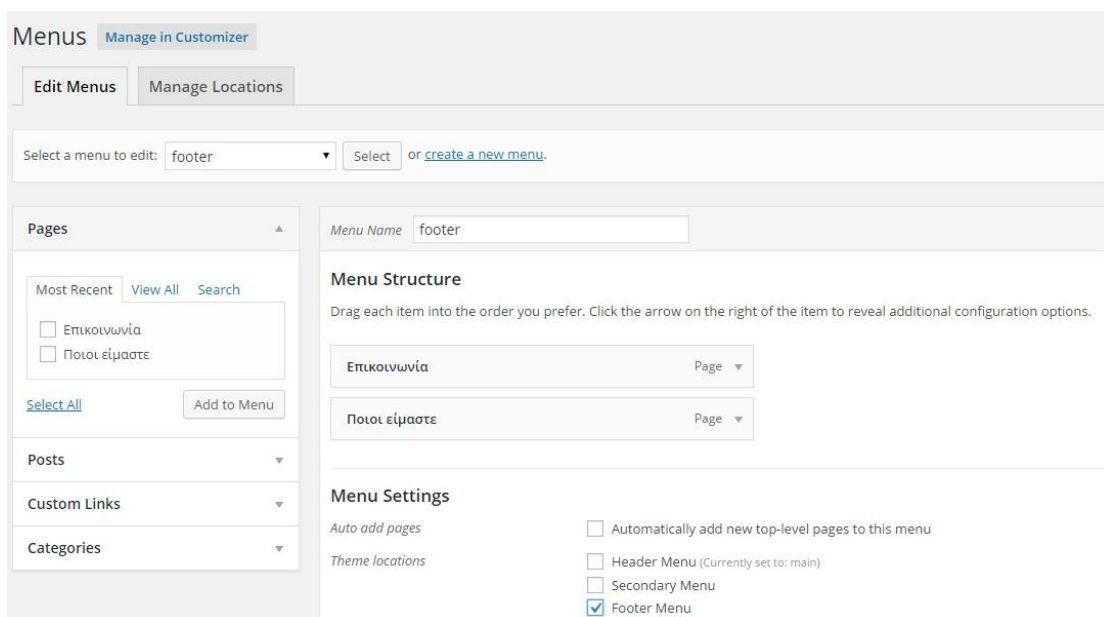 Menus Manage in Customizer
Edit Menus Manage Locations
Select a menu to edit: footer Select or create a new menu.
Pages
Most Recent View All Search
Επικοινωνία
Ποιοι είμαστε
Select All Add to Menu
Posts
Custom Links
Categories
Menu Name footer
Menu Structure
Drag each item into the order you prefer. Click the arrow on the right of the item to reveal additional configuration options.
Επικοινωνία Page
Ποιοι είμαστε Page
Menu Settings
Auto add pages Automatically add new top-level pages to this menu
Theme locations Header Menu (Currently set to: main)
Secondary Menu
Footer Menu